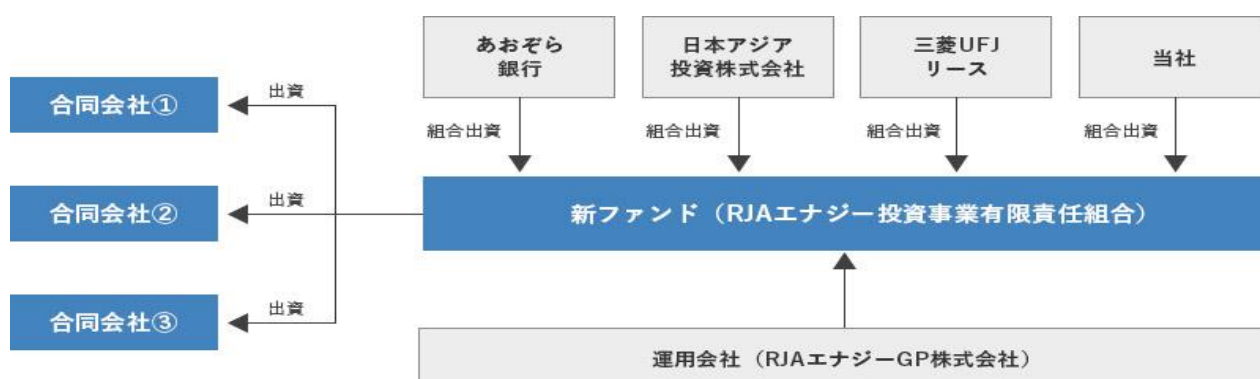 あおぞら
銀行
日本アジア
投資株式会社
三菱UFJ
リース
当社
合同会社①
出資
組合出資
組合出資
組合出資
組合出資
合同会社②
出資
新ファンド（RJAエナジー投資事業有限責任組合）
合同会社③
出資
運用会社（RJAエナジーGP株式会社）